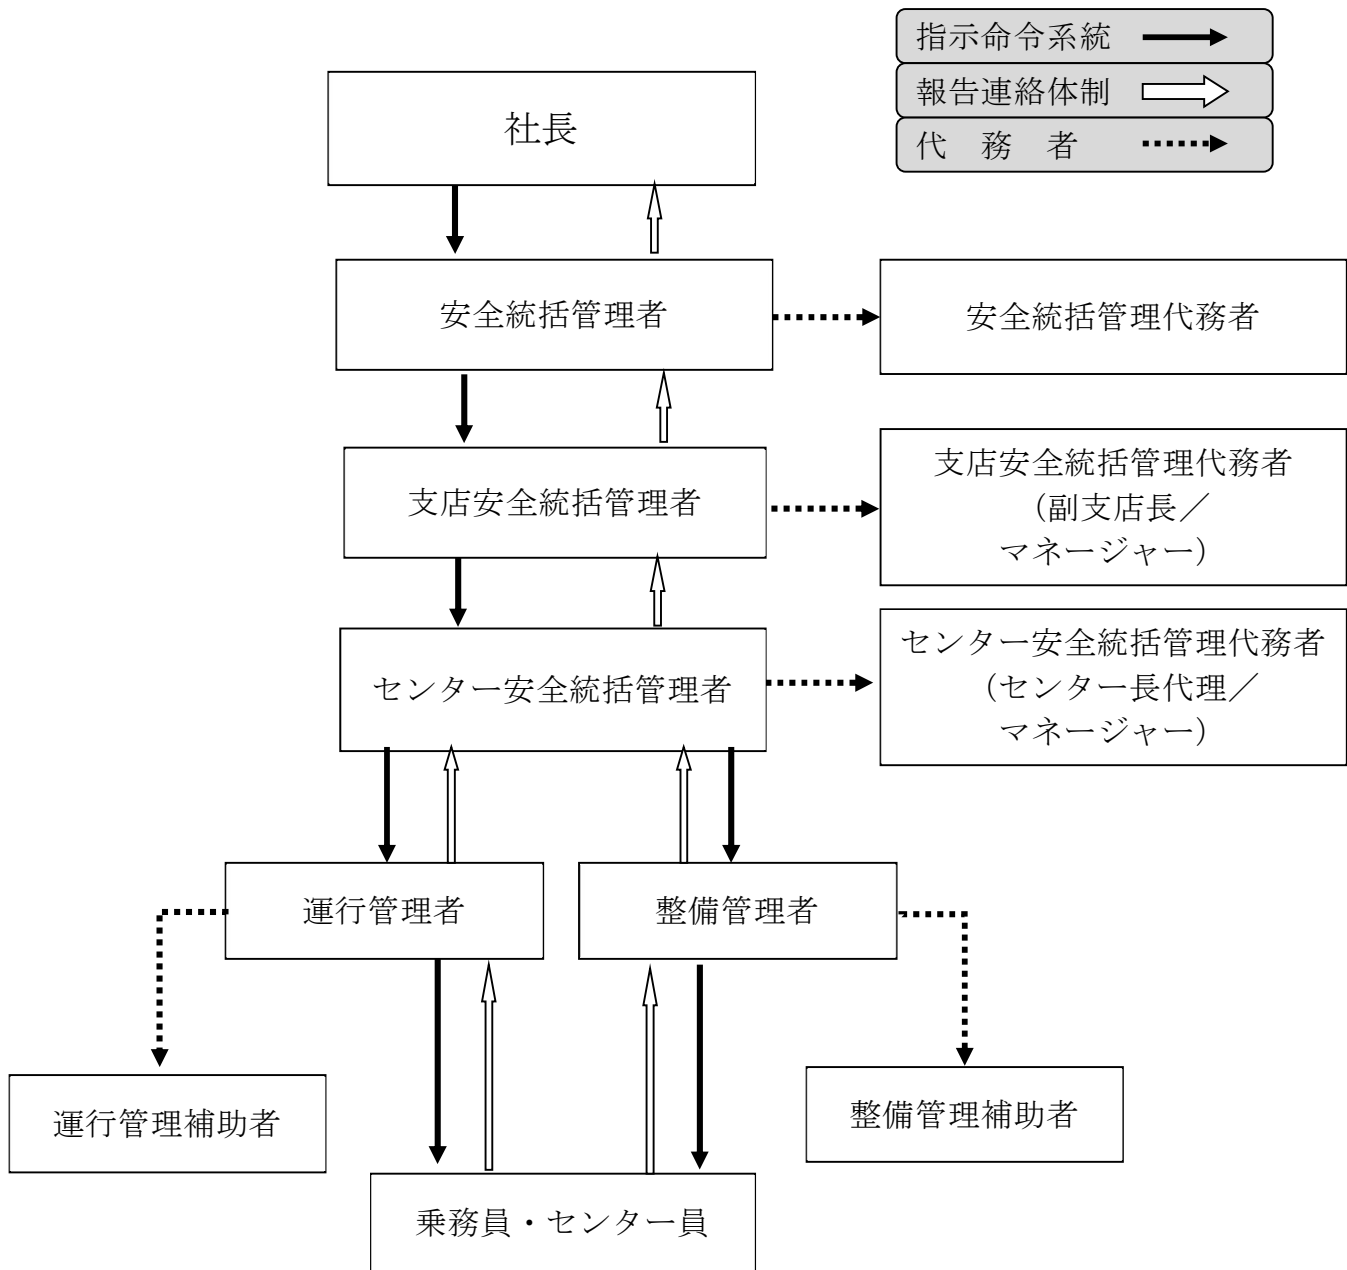 指示命令系統
報告連絡体制
代　務　者
社長
安全統括管理者
安全統括管理代務者
支店安全統括管理者
支店安全統括管理代務者
（副支店長／
マネージャー）
センター安全統括管理者
センター安全統括管理代務者
（センター長代理／
マネージャー）
運行管理者
整備管理者
運行管理補助者
整備管理補助者
乗務員・センター員